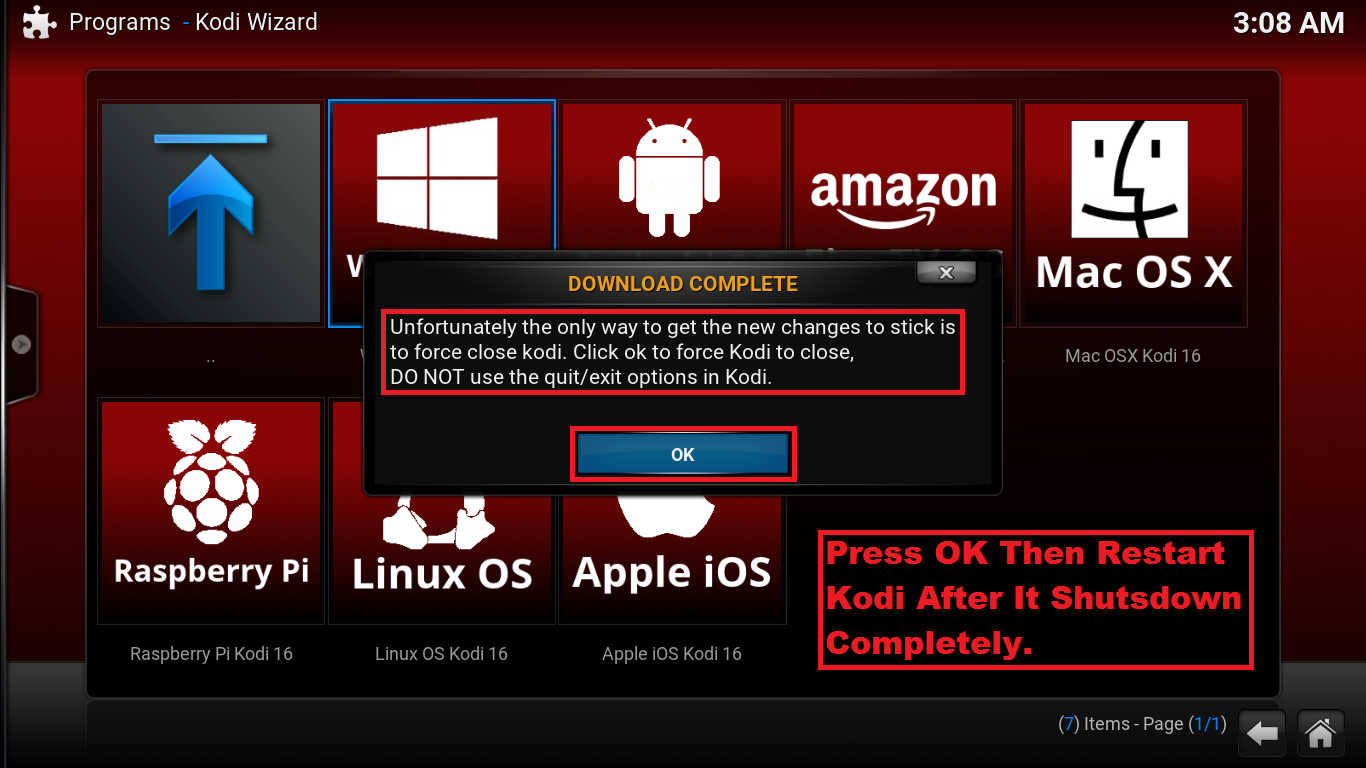 Programs - Kodi Wizard
3:08 AM
amazon
Mac OS X
DOWNLOAD COMPLETE
Unfortunately the only way to get the new changes to stick is
to force close kodi. Click ok to force Kodi to close,
DO NOT use the quit/exit options in Kodi.
OK
..
Mac OSX Kodi 16
Raspberry Pi
Linux OS
Apple iOS
Press OK Then Restart
Kodi After It Shutsdown
Completely.
Raspberry Pi Kodi 16
Linux OS Kodi 16
Apple iOS Kodi 16
(7) Items - Page (1/1)